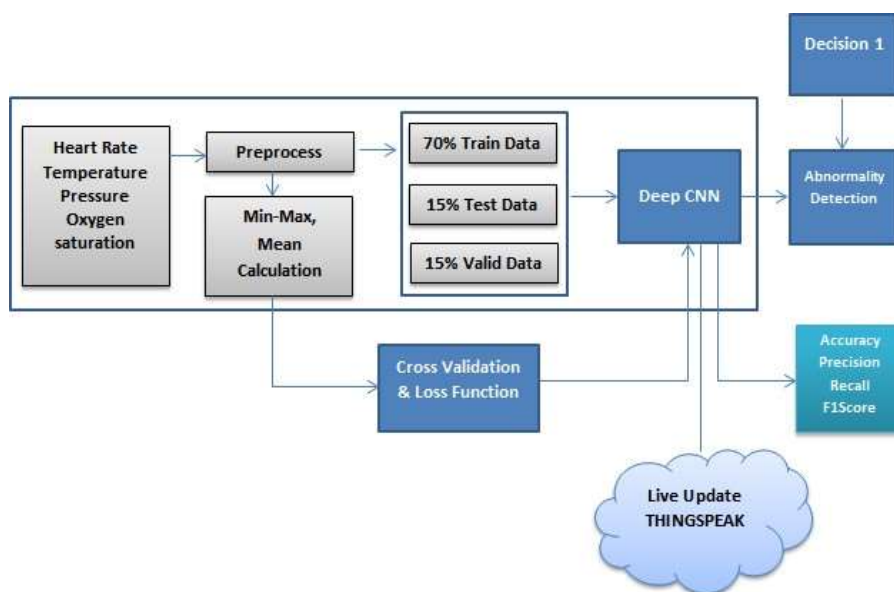 Decision 1
Heart Rate
Temperature
Pressure
Oxygen
saturation
Preprocess
Min-Max,
Mean
Calculation
70% Train Data
15% Test Data
15% Valid Data
Deep CNN
Abnormality
Detection
Cross Validation
& Loss Function
Accuracy
Precision
Recall
F1Score
Live Update
THINGSPEAK